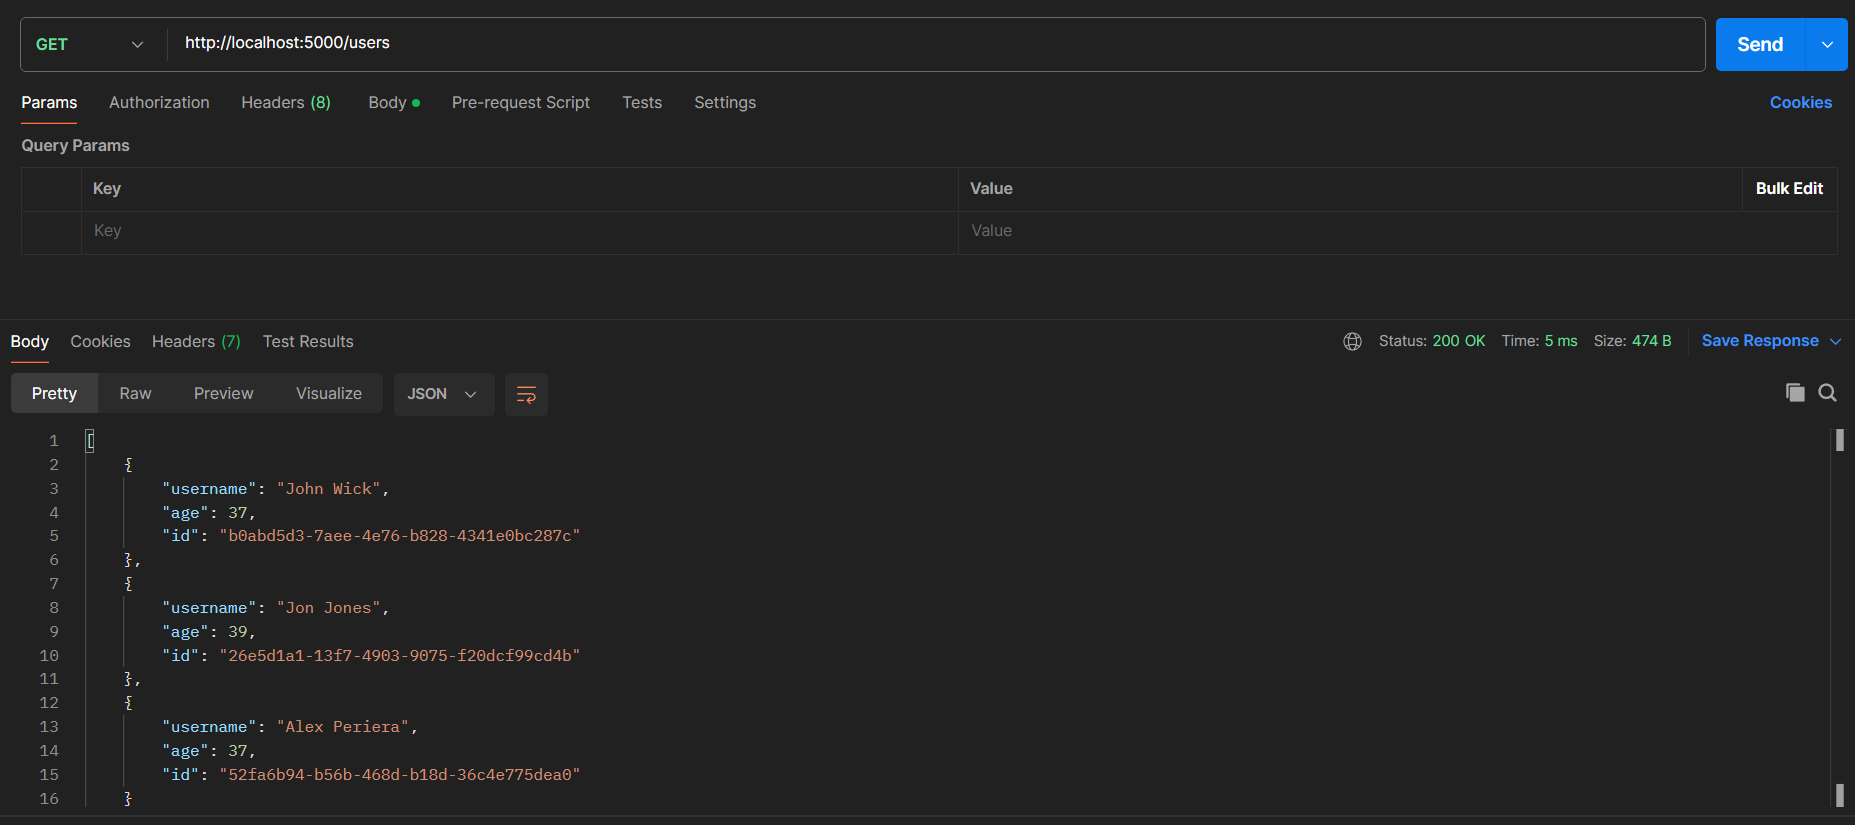 GET http://localhost:5000/users Send
Params Authorization Headers (8) Body Pre-request Script Tests Settings Cookies
Query Params
Key Value Bulk Edit
Key Value
Body Cookies Headers (7) Test Results Status: 200 OK Time: 5 ms Size: 474 B Save Response
Pretty Raw Preview Visualize JSON
1 [
2 {
3 "username": "John Wick",
4 "age": 37,
5 "id": "b0abd5d3-7aee-4e76-b828-4341e0bc287c"
6 },
7 {
8 "username": "Jon Jones",
9 "age": 39,
10 "id": "26e5d1a1-13f7-4903-9075-f20dcf99cd4b"
11 },
12 {
13 "username": "Alex Periera",
14 "age": 37,
15 "id": "52fa6b94-b56b-468d-b18d-36c4e775dea0"
16 }